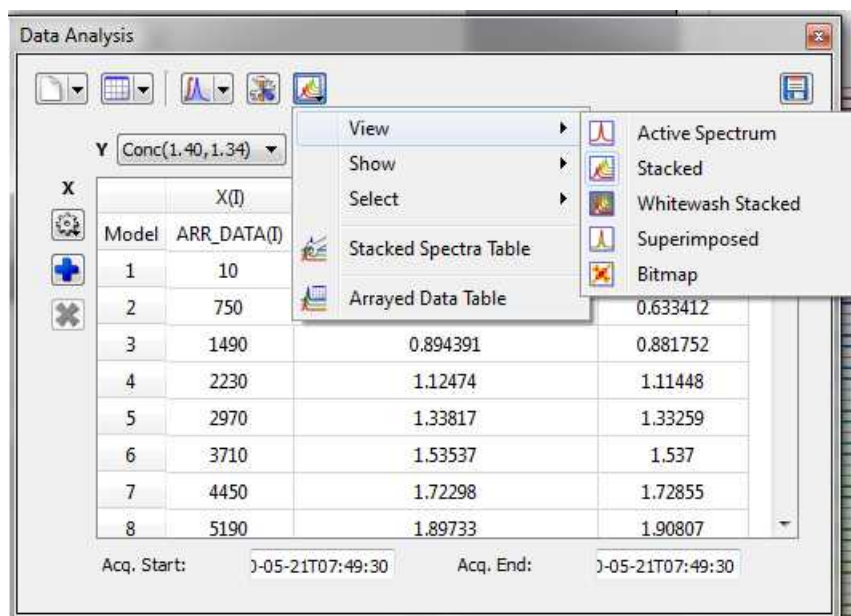 Data Analysis
View
Show
Select
Stacked Spectra Table
Arrayed Data Table
Active Spectrum
Stacked
Whitewash Stacked
Superimposed
Bitmap
Y Conc(1.40,1.34)
X
X(I)
Model ARR_DATA(I)
1 10
2 750 0.633412
3 1490 0.894391 0.881752
4 2230 1.12474 1.11448
5 2970 1.33817 1.33259
6 3710 1.53537 1.537
7 4450 1.72298 1.72855
8 5190 1.89733 1.90807
Acq. Start: 0-05-21T07:49:30 Acq. End: 0-05-21T07:49:30